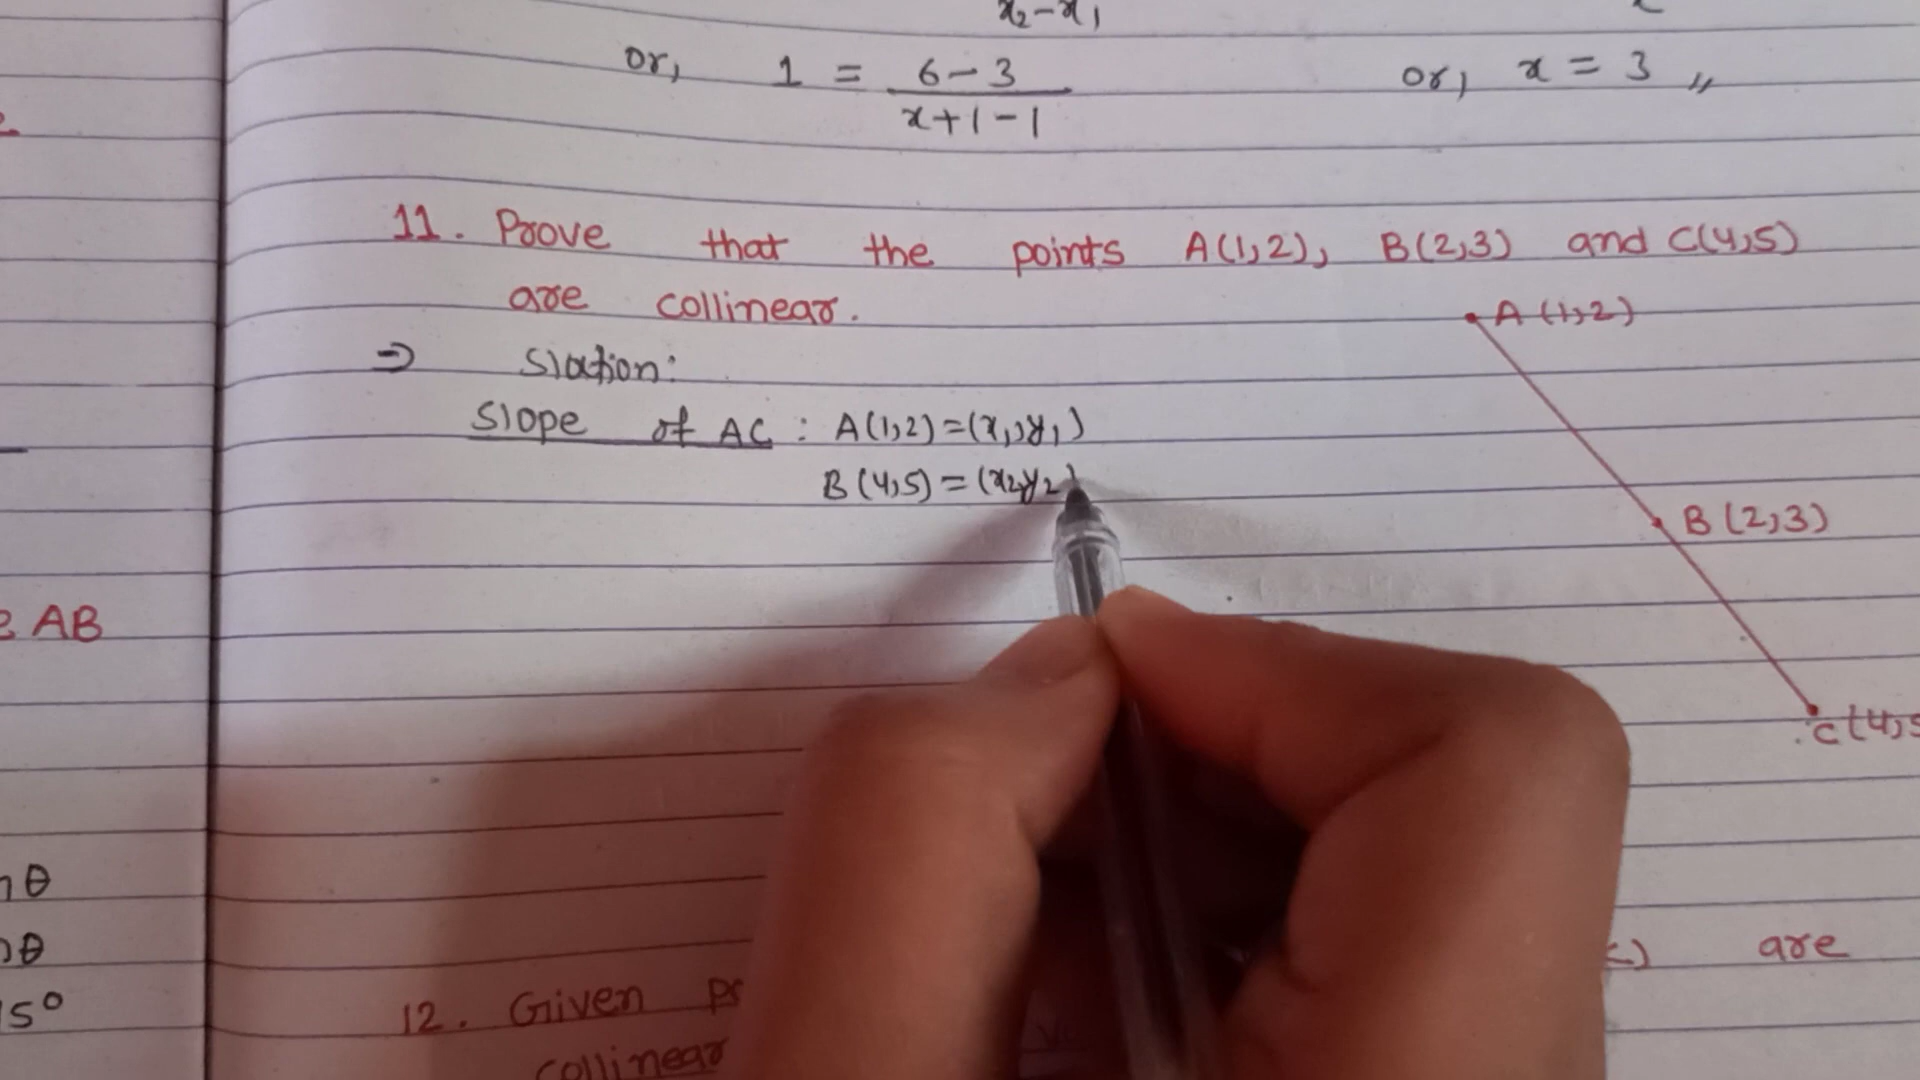 x₂-x₁
or, 1 = 6-3
x+1-1
or, x = 3 ,,
11. Prove that the points A(1,2), B(2,3) and C(4,5)
are collinear.
A (1,2)
⇒ Slation:
Slope of AC : A(1,2)=(x₁,y₁)
B (4,5) = (x₂,y₂)
B (2,3)
C (4,5
e AB
θ
θ
15°
are
12. Given
collinear